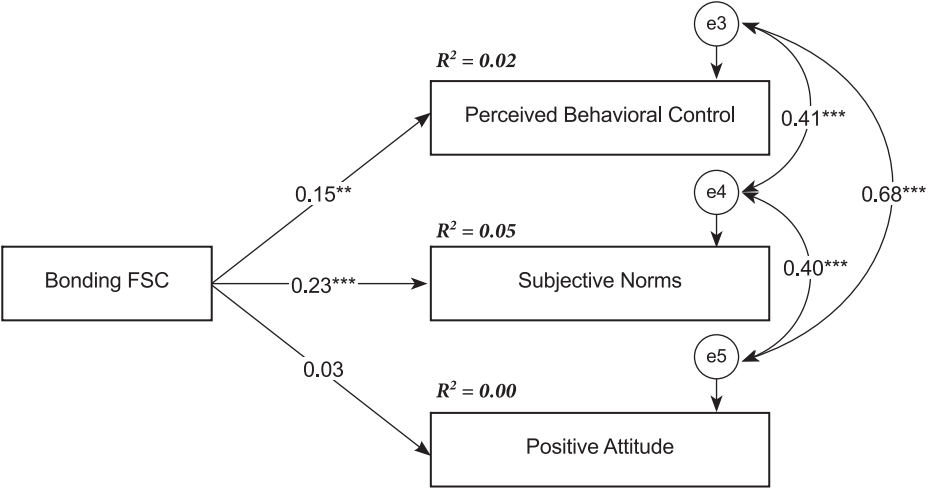 e3
R² = 0.02
Perceived Behavioral Control
0.41***
0.15**
e4
0.68***
R² = 0.05
Bonding FSC
0.23***
Subjective Norms
0.40***
e5
0.03
R² = 0.00
Positive Attitude